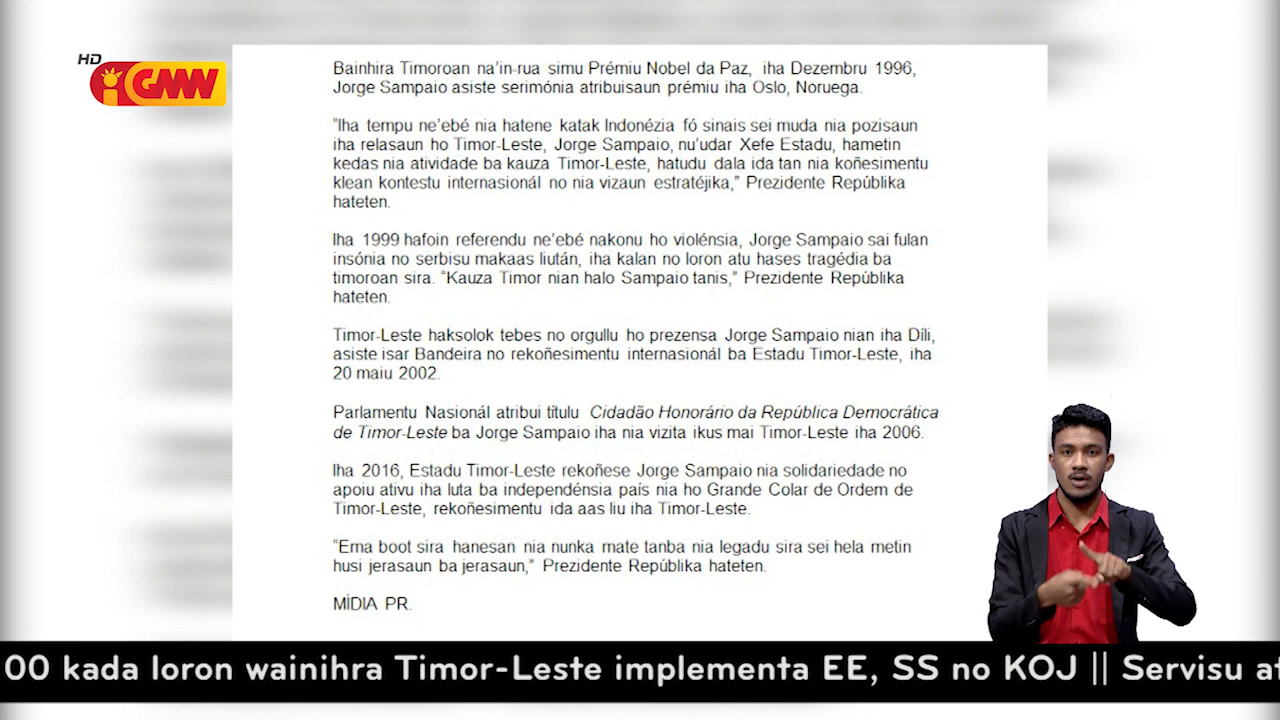 HD
GMN
Bainhira Timoroan na'in-rua simu Prémiu Nobel da Paz, iha Dezembru 1996,
Jorge Sampaio asiste serimónia atribuisaun prémiu iha Oslo, Noruega.
“Iha tempu ne'ebé nia hatene katak Indonézia fó sinais sei muda nia pozisaun
iha relasaun ho Timor-Leste, Jorge Sampaio, nu'udar Xefe Estadu, hametin
kedas nia atividade ba kauza Timor-Leste, hatudu dala ida tan nia koñesimentu
klean kontestu internasionál no nia vizaun estratéjika,” Prezidente Repúblika
hateten.
Iha 1999 hafoin referendu ne'ebé nakonu ho violénsia, Jorge Sampaio sai fulan
insónia no serbisu makaas liután, iha kalan no loron atu hases tragédia ba
timoroan sira. “Kauza Timor nian halo Sampaio tanis,” Prezidente Repúblika
hateten.
Timor-Leste haksolok tebes no orgullu ho prezensa Jorge Sampaio nian iha Díli,
asiste isar Bandeira no rekoñesimentu internasionál ba Estadu Timor-Leste, iha
20 maiu 2002.
Parlamentu Nasionál atribui títulu Cidadão Honorário da República Democrática
de Timor-Leste ba Jorge Sampaio iha nia vizita ikus mai Timor-Leste iha 2006.
Iha 2016, Estadu Timor-Leste rekoñese Jorge Sampaio nia solidariedade no
apoiu ativu iha luta ba independénsia país nia ho Grande Colar de Ordem de
Timor-Leste, rekoñesimentu ida aas liu iha Timor-Leste.
“Ema boot sira hanesan nia nunka mate tanba nia legadu sira sei hela metin
husi jerasaun ba jerasaun,” Prezidente Repúblika hateten.
MÍDIA PR.
00 kada loron wainihra Timor-Leste implementa EE, SS no KOJ || Servisu at